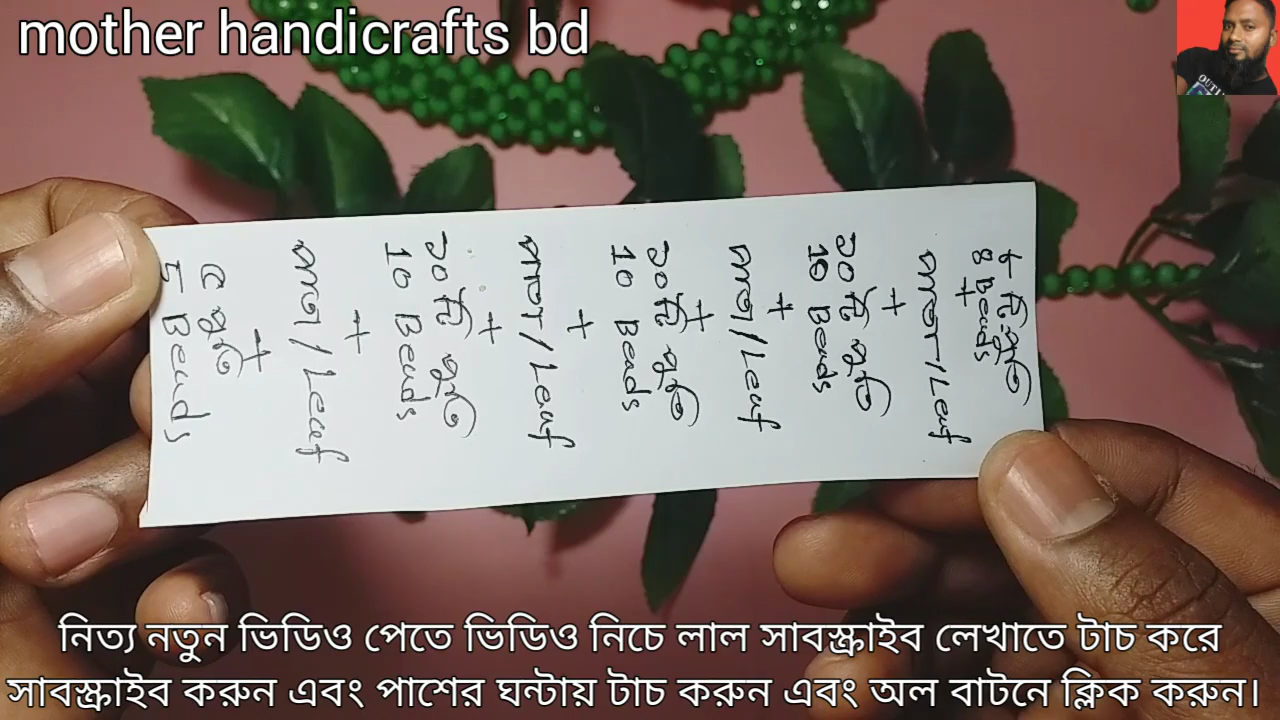 mother handicrafts bd
৮ টি পুতি
8 Beads
+
পাতা/Leaf
+
১০ টি পুতি
10 Beads
+
পাতা/Leaf
+
১০ টি পুতি
10 Beads
+
পাতা/Leaf
+
১০ টি পুতি
10 Beads
+
পাতা/Leaf
+
৫ পুতি
5 Beads
নিত্য নতুন ভিডিও পেতে ভিডিও নিচে লাল সাবস্ক্রাইব লেখাতে টাচ করে
সাবস্ক্রাইব করুন এবং পাশের ঘন্টায় টাচ করুন এবং অল বাটনে ক্লিক করুন।